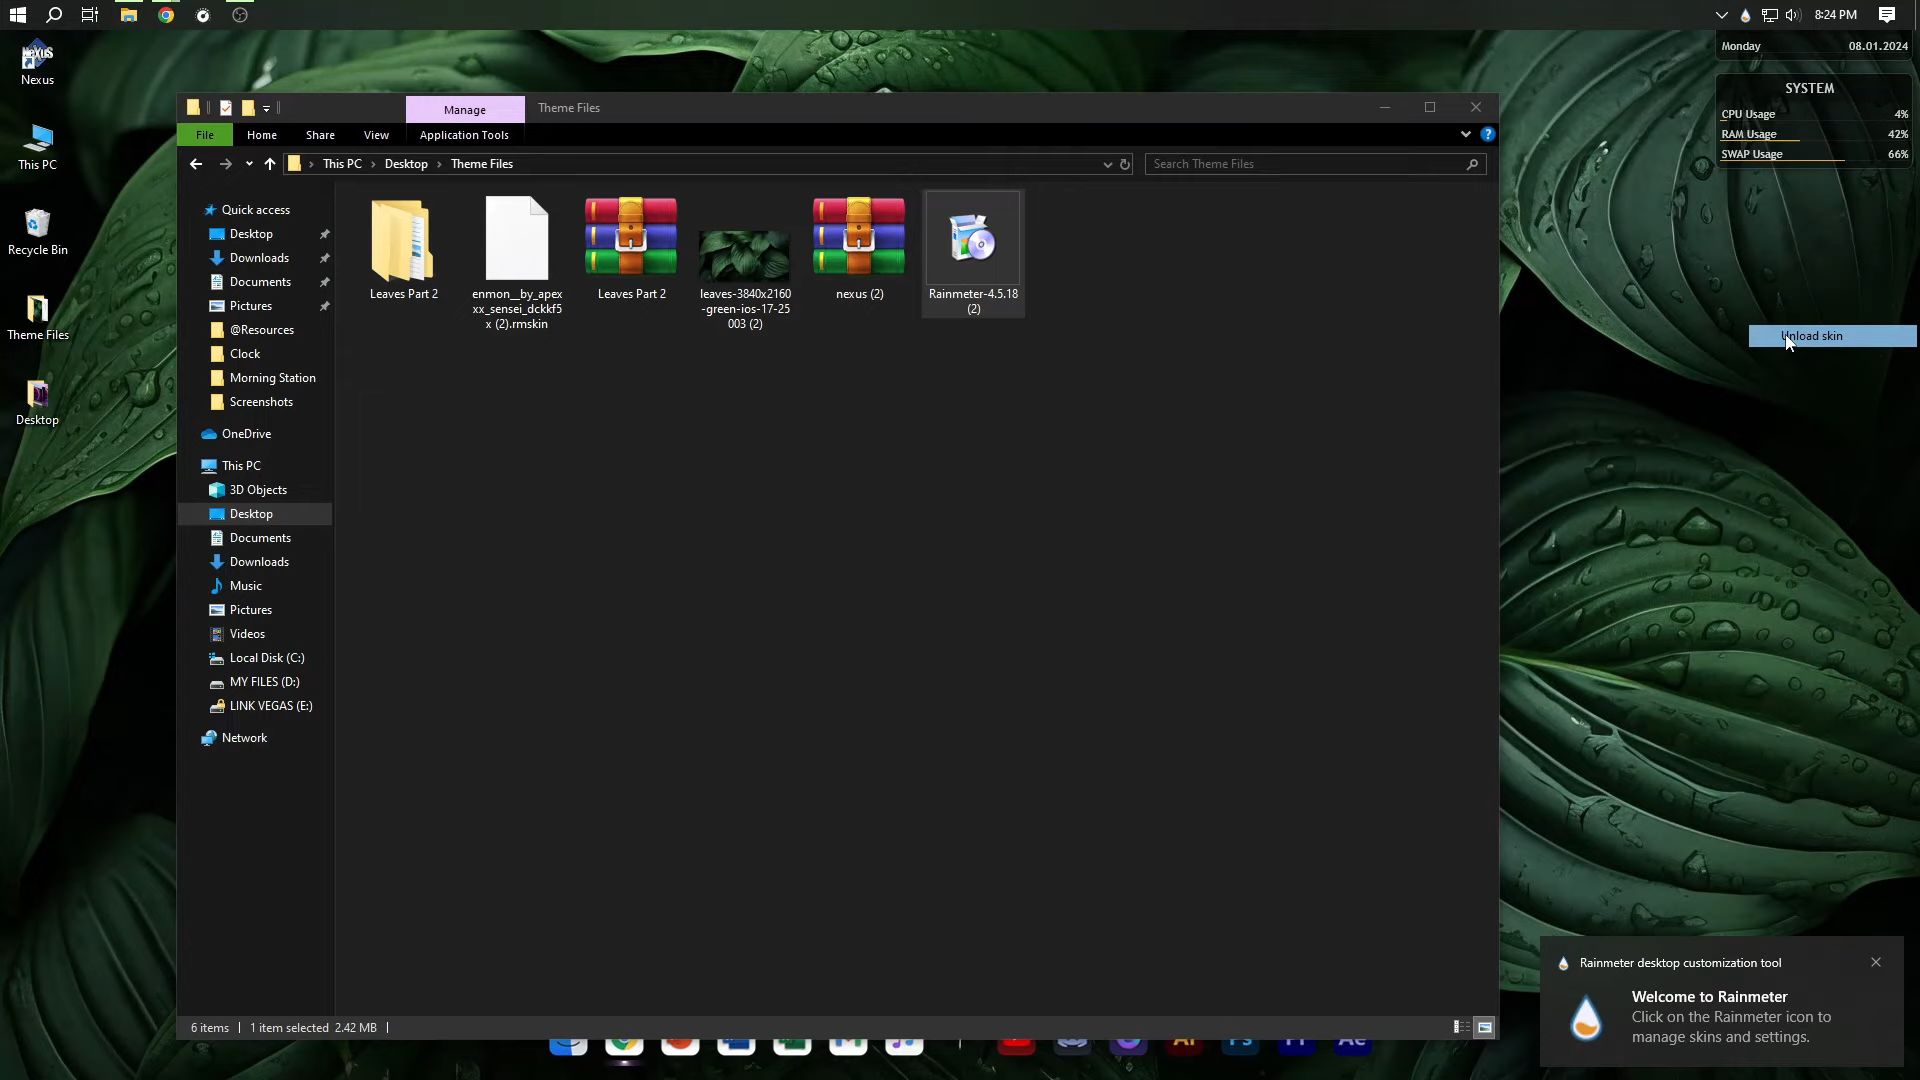 8:24 PM
Monday 08.01.2024
SYSTEM
CPU Usage 4%
RAM Usage 42%
SWAP Usage 66%
Unload skin
NEXUS
Nexus
This PC
Recycle Bin
Theme Files
Desktop
Manage Theme Files
File Home Share View Application Tools
This PC Desktop Theme Files
Search Theme Files
Quick access
Desktop
Downloads
Documents
Pictures
@Resources
Clock
Morning Station
Screenshots
OneDrive
This PC
3D Objects
Desktop
Documents
Downloads
Music
Pictures
Videos
Local Disk (C:)
MY FILES (D:)
LINK VEGAS (E:)
Network
Leaves Part 2
enmon__by_apex
xx_sensei_dckkf5
x (2).rmskin
Leaves Part 2
leaves-3840x2160
-green-ios-17-25
003 (2)
nexus (2)
Rainmeter-4.5.18
(2)
6 items 1 item selected 2.42 MB
Rainmeter desktop customization tool
Welcome to Rainmeter
Click on the Rainmeter icon to
manage skins and settings.